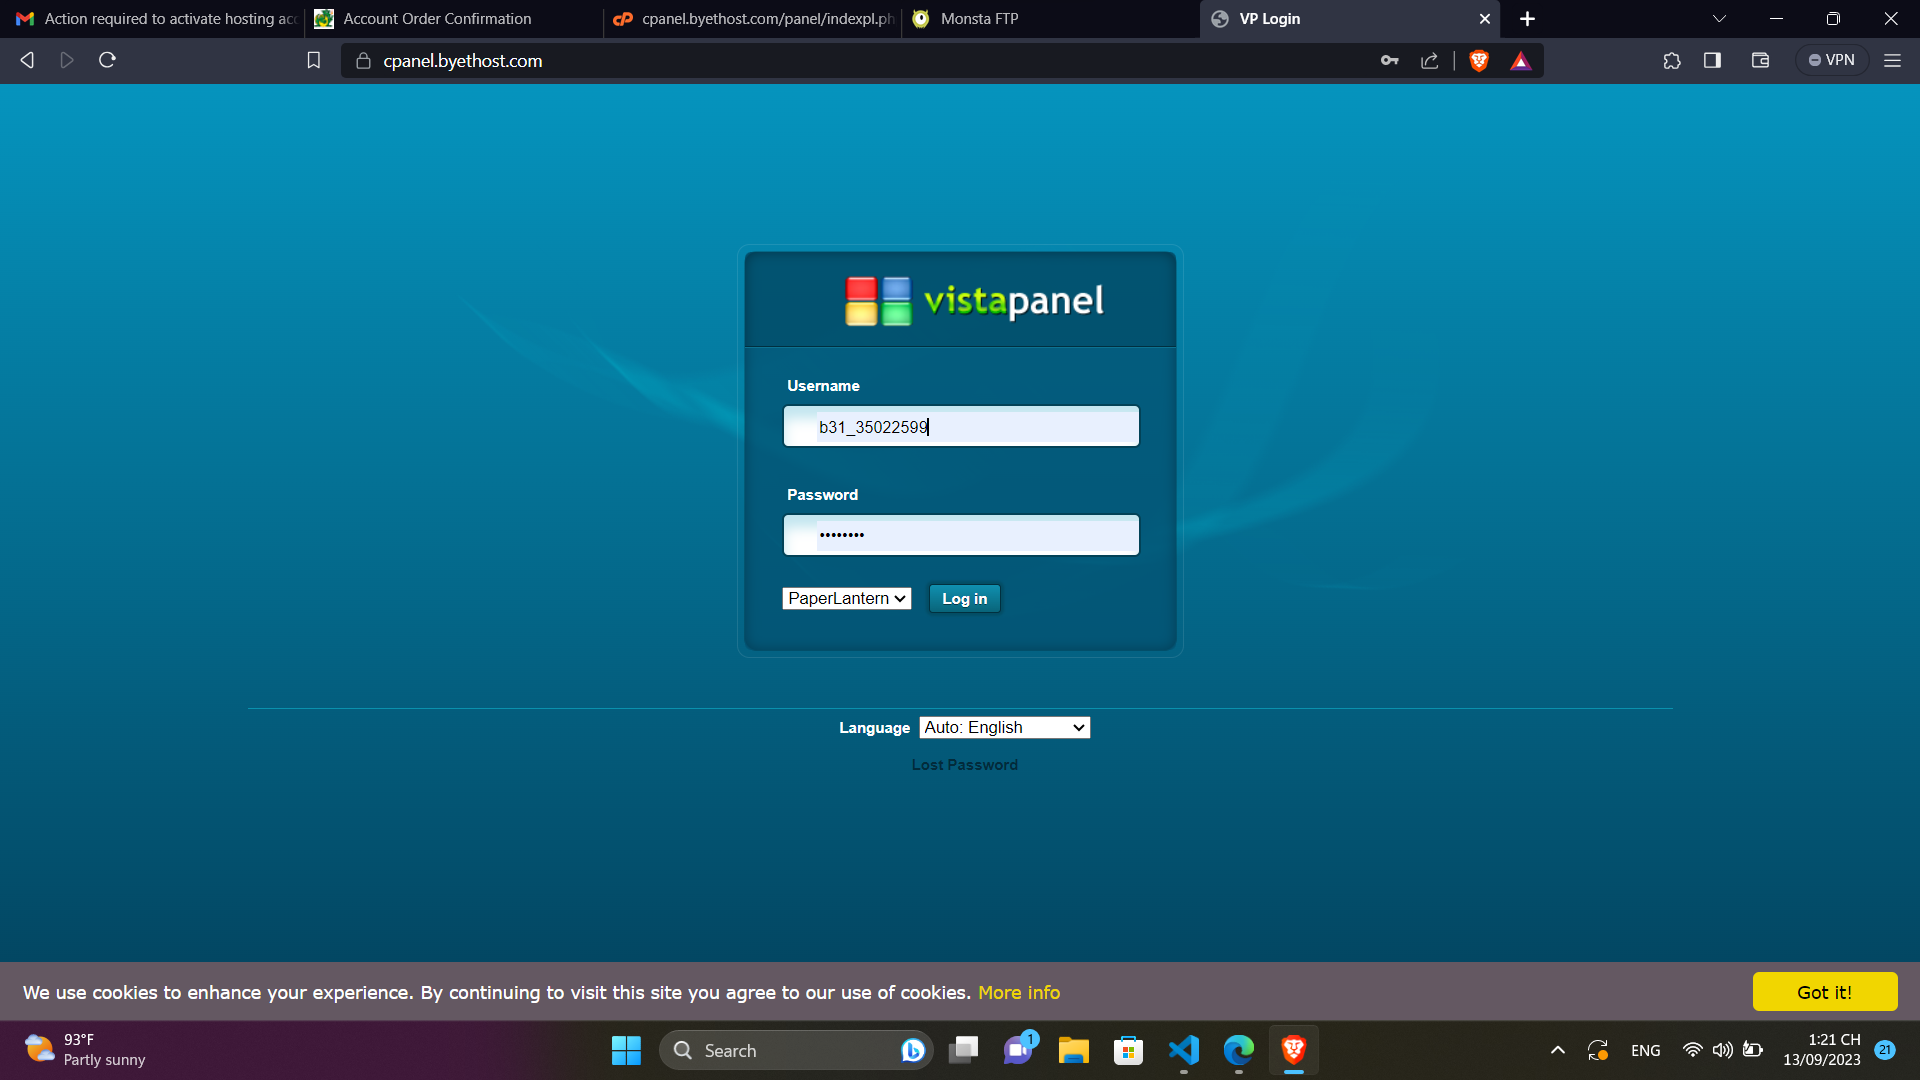 Action required to activate hosting acc
Account Order Confirmation
cpanel.byethost.com/panel/indexpl.ph
Monsta FTP
VP Login
cpanel.byethost.com
VPN
vistapanel
Username
b31_35022599
Password
••••••••
PaperLantern
Log in
Language
Auto: English
Lost Password
We use cookies to enhance your experience. By continuing to visit this site you agree to our use of cookies. More info
Got it!
93°F
Partly sunny
Search
1
ENG
1:21 CH
13/09/2023
21